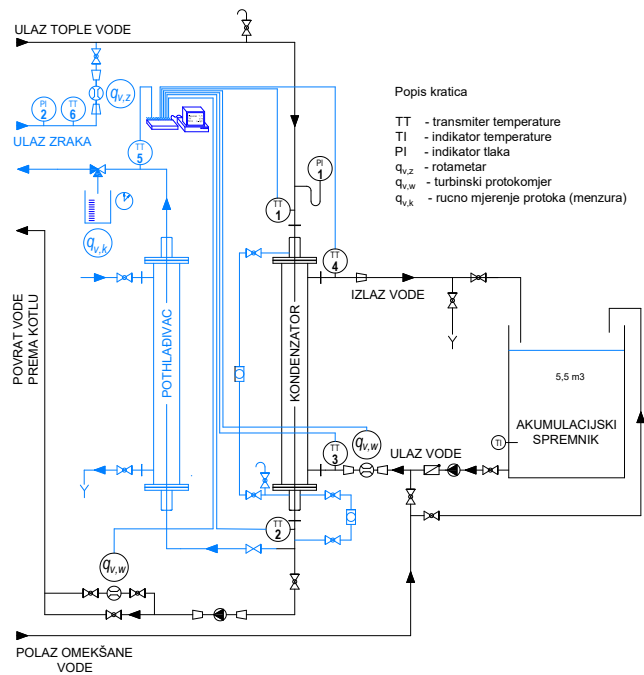 ULAZ TOPLE VODE
PI
2
TT
6
qv,z
ULAZ ZRAKA
TT
5
qv,k
Popis kratica
TT - transmiter temperature
TI - indikator temperature
PI - indikator tlaka
qv,z - rotametar
qv,w - turbinski protokomjer
qv,k - rucno mjerenje protoka (menzura)
PI
1
TT
1
TT
4
IZLAZ VODE
POVRAT VODE
PREMA KOTLU
POTHLAĐIVAC
KONDENZATOR
5,5 m3
AKUMULACIJSKI
SPREMNIK
TI
qv,w
TT
3
ULAZ VODE
TT
2
qv,w
POLAZ OMEKŠANE
VODE